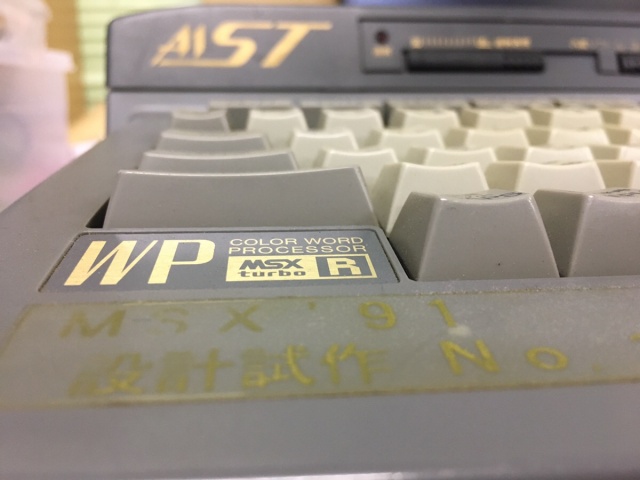 A1ST
WP
COLOR WORD
PROCESSOR
MSX
turbo R
MSX '91
設計試作 No.